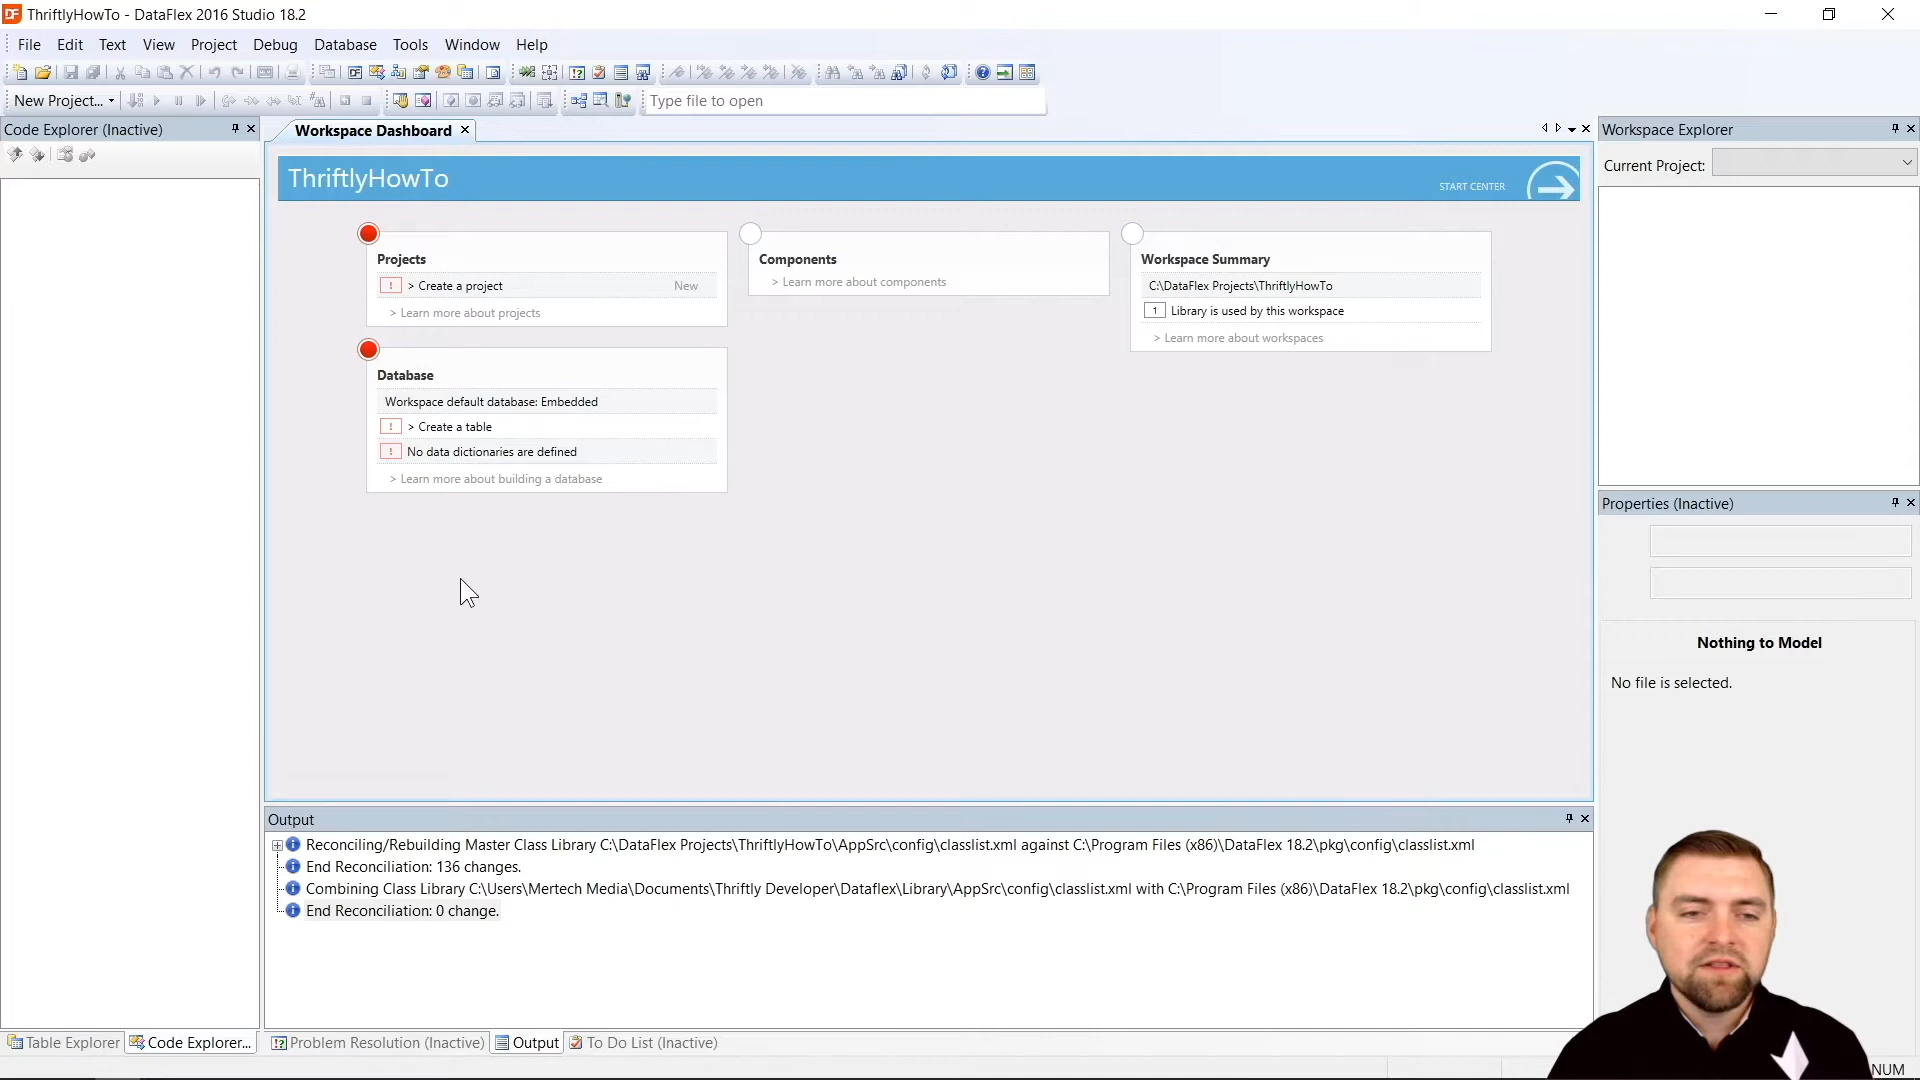 DF ThriftlyHowTo - DataFlex 2016 Studio 18.2
File Edit Text View Project Debug Database Tools Window Help
New Project... Type file to open
Code Explorer (Inactive)
Workspace Dashboard
Workspace Explorer
Current Project:
ThriftlyHowTo
START CENTER
Projects
! > Create a project New
> Learn more about projects
Components
> Learn more about components
Workspace Summary
C:\DataFlex Projects\ThriftlyHowTo
1 Library is used by this workspace
> Learn more about workspaces
Database
Workspace default database: Embedded
! > Create a table
! No data dictionaries are defined
> Learn more about building a database
Properties (Inactive)
Nothing to Model
No file is selected.
Output
Reconciling/Rebuilding Master Class Library C:\DataFlex Projects\ThriftlyHowTo\AppSrc\config\classlist.xml against C:\Program Files (x86)\DataFlex 18.2\pkg\config\classlist.xml
End Reconciliation: 136 changes.
Combining Class Library C:\Users\Mertech Media\Documents\Thriftly Developer\Dataflex\Library\AppSrc\config\classlist.xml with C:\Program Files (x86)\DataFlex 18.2\pkg\config\classlist.xml
End Reconciliation: 0 change.
Table Explorer Code Explorer... Problem Resolution (Inactive) Output To Do List (Inactive)
NUM